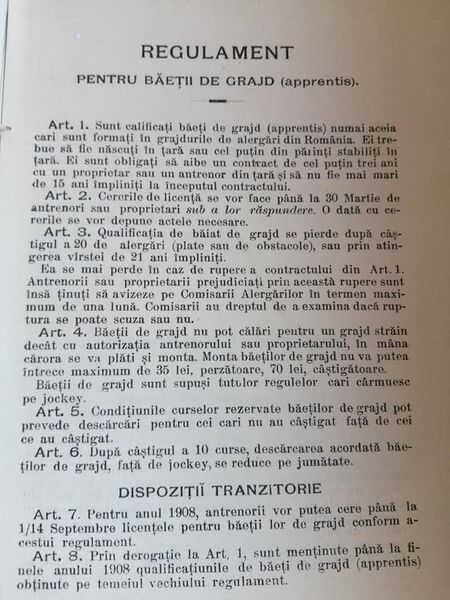 REGULAMENT
PENTRU BĂEȚII DE GRAJD (apprentis).
Art. 1. Sunt calificați băeți de grajd (apprentis) numai aceia
cari sunt formați în grajdurile de alergări din România. Ei tre-
bue să fie născuți în țară sau cel puțin din părinți stabiliți în
țară. Ei sunt obligați să aibe un contract de cel puțin trei ani
cu un proprietar sau un antrenor din țară și să nu fie mai mari
de 15 ani împliniti la începutul contractului.
Art. 2. Cererile de licență se vor face până la 30 Martie de
antrenori sau proprietari sub a lor răspundere. O dată cu ce-
cererile se vor depune actele necesare.
Art. 3. Qualificația de băiat de grajd se pierde după câș-
tigul a 20 de alergări (plate sau de obstacole), sau prin atin-
gerea vîrstei de 21 ani împliniți.
Ea se mai perde în caz de rupere a contractului din Art. 1.
Antrenorii sau proprietarii prejudiciați prin această rupere sunt
însă ținuți să avizeze pe Comisarii Alergărilor în termen maxi-
mum de una lună. Comisarii au dreptul de a examina dacă rup-
tura se poate scuza sau nu.
Art. 4. Băeții de grajd nu pot călări pentru un grajd străin
decât cu autorizația antrenorului sau proprietarului, în mâna
cărora se va plăti și monta. Monta băeților de grajd nu va putea
întrece maximum de 35 lei, perzătoare, 70 lei, câștigătoare.
Băeții de grajd sunt supuși tutulor regulelor cari cârmuesc
pe jockey.
Art. 5. Condițiunile curselor rezervate băeților de grajd pot
prevede descărcări pentru cei cari nu au câștigat față de cei
ce au câștigat.
Art. 6. După câștigul a 10 curse, descărcarea acordată băe-
ților de grajd, față de jockey, se reduce pe jumătate.
DISPOZIȚII TRANZITORIE
Art. 7. Pentru anul 1908, antrenorii vor putea cere până la
1/14 Septembre licențele pentru băeții lor de grajd conform a-
cestui regulament.
Art. 8. Prin derogație la Art. 1, sunt menținute până la fi-
nele anului 1908 qualificațiunile de băeți de grajd (apprentis)
obținute pe temeiul vechiului regulament.